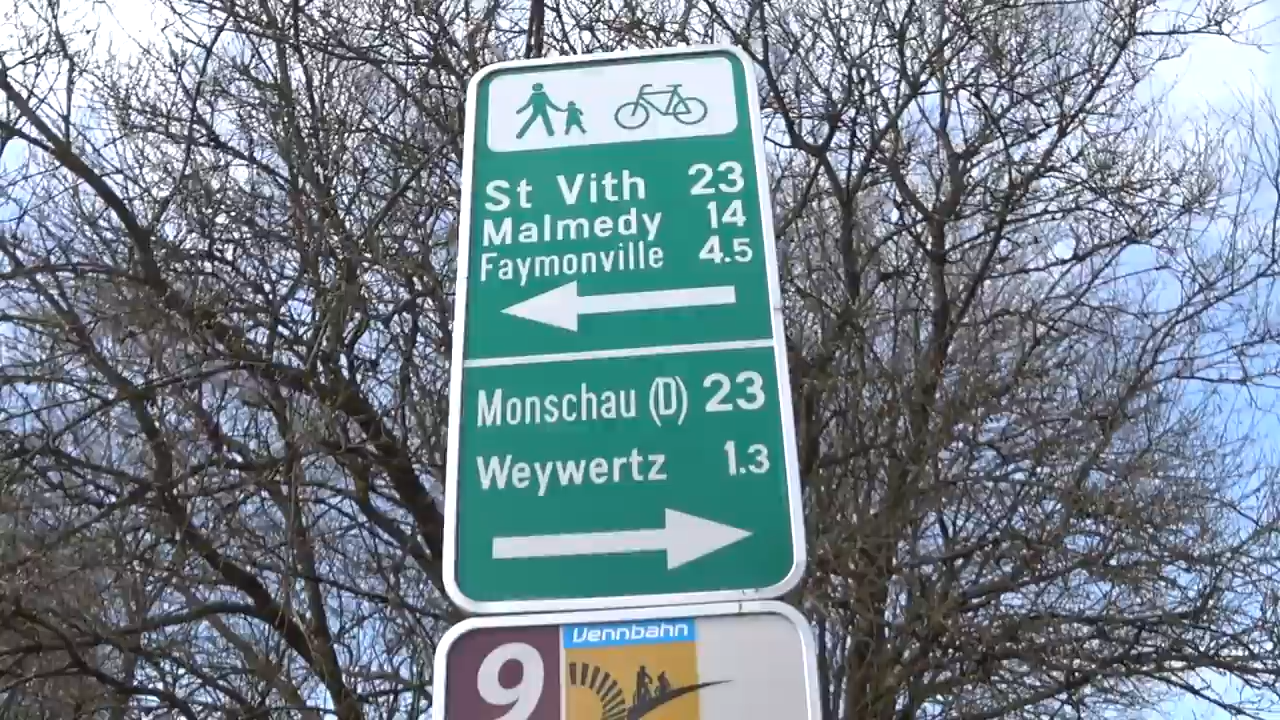 St Vith 23
Malmedy 14
Faymonville 4.5
Monschau (D) 23
Weywertz 1.3
Vennbahn
9